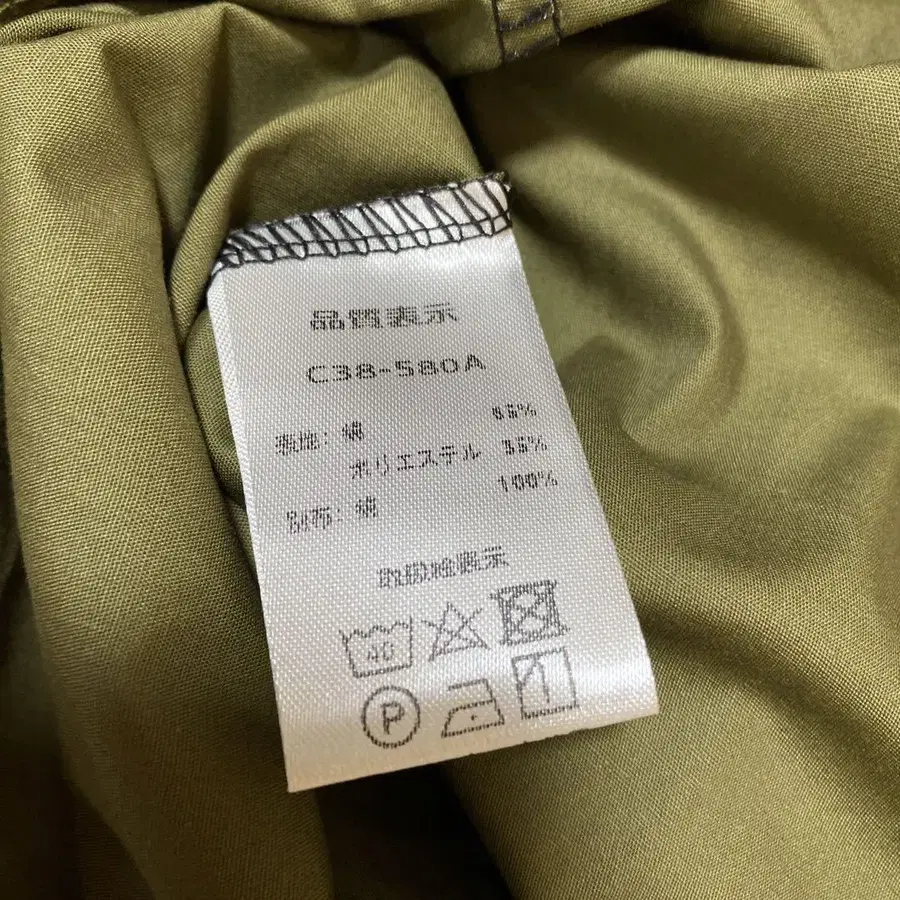 品質表示
C38-580A
表地: 綿 65%
ポリエステル 35%
別布: 綿 100%
取扱絵表示
40
P